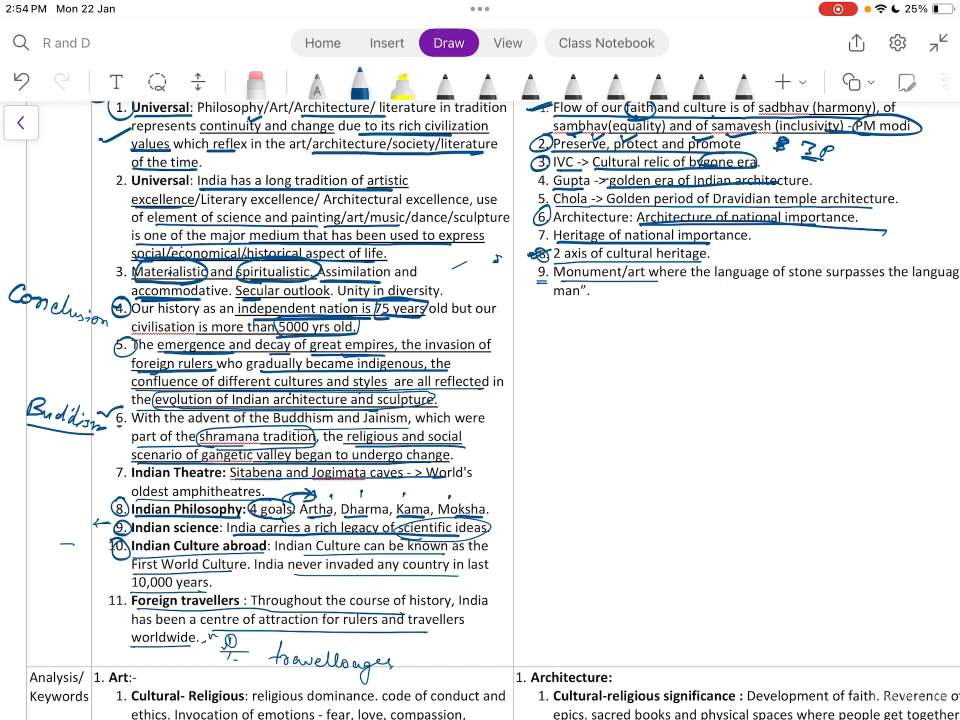 2:54 PM Mon 22 Jan
25%
R and D
Home Insert Draw View Class Notebook
1. Universal: Philosophy/Art/Architecture/ literature in tradition
represents continuity and change due to its rich civilization
values which reflex in the art/architecture/society/literature
of the time.
2. Universal: India has a long tradition of artistic
excellence/Literary excellence/ Architectural excellence, use
of element of science and painting/art/music/dance/sculpture
is one of the major medium that has been used to express
social/economical/historical aspect of life.
3. Materialistic and spiritualistic. Assimilation and
accommodative. Secular outlook. Unity in diversity.
Conclusion
4. Our history as an independent nation is 75 years old but our
civilisation is more than 5000 yrs old.
5. The emergence and decay of great empires, the invasion of
foreign rulers who gradually became indigenous, the
confluence of different cultures and styles are all reflected in
the evolution of Indian architecture and sculpture.
Buddism
6. With the advent of the Buddhism and Jainism, which were
part of the shramana tradition, the religious and social
scenario of gangetic valley began to undergo change.
7. Indian Theatre: Sitabena and Jogimata caves - > World's
oldest amphitheatres.
8. Indian Philosophy: 4 goals: Artha, Dharma, Kama, Moksha.
9. Indian science: India carries a rich legacy of scientific ideas.
10. Indian Culture abroad: Indian Culture can be known as the
First World Culture. India never invaded any country in last
10,000 years.
11. Foreign travellers : Throughout the course of history, India
has been a centre of attraction for rulers and travellers
worldwide.
1. Flow of our faith and culture is of sadbhav (harmony), of
sambhav(equality) and of samavesh (inclusivity) -PM modi
2. Preserve, protect and promote
3P
3. IVC -> Cultural relic of bygone era.
4. Gupta -> golden era of Indian architecture.
5. Chola -> Golden period of Dravidian temple architecture.
6. Architecture: Architecture of national importance.
7. Heritage of national importance.
8. 2 axis of cultural heritage.
9. Monument/art where the language of stone surpasses the languag
man”.
Analysis/
Keywords
1. Art:-
1. Cultural- Religious: religious dominance. code of conduct and
ethics. Invocation of emotions - fear, love, compassion,
1. Architecture:
1. Cultural-religious significance : Development of faith. Reverence o
epics. sacred books and physical spaces where people get together